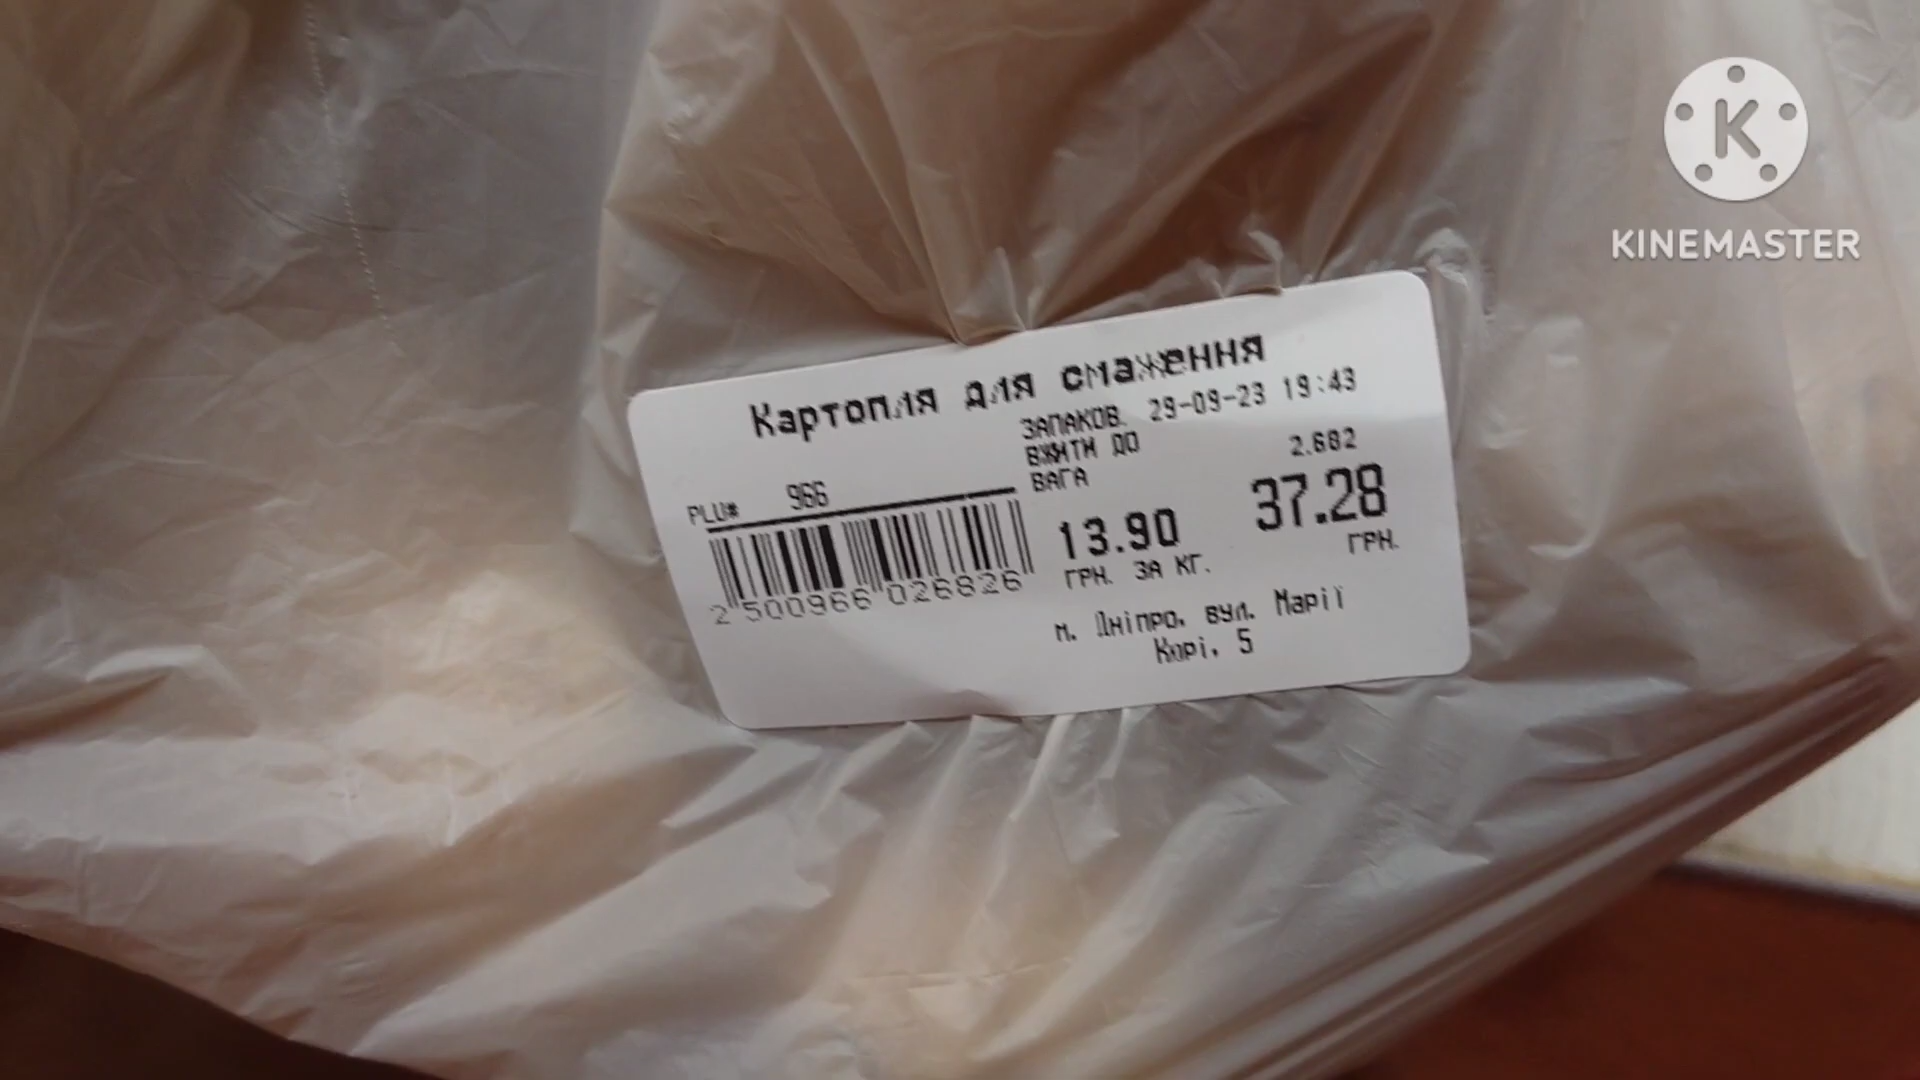 K
KINEMASTER
Картопля для смаження
ЗАПАКОВ. 29-09-23 19:43
ВЖИТИ ДО
ВАГА 2.682
PLU# 966
13.90 37.28
ГРН. ЗА КГ. ГРН.
2 500966 026826
м. Дніпро, вул. Марії
Кюрі, 5